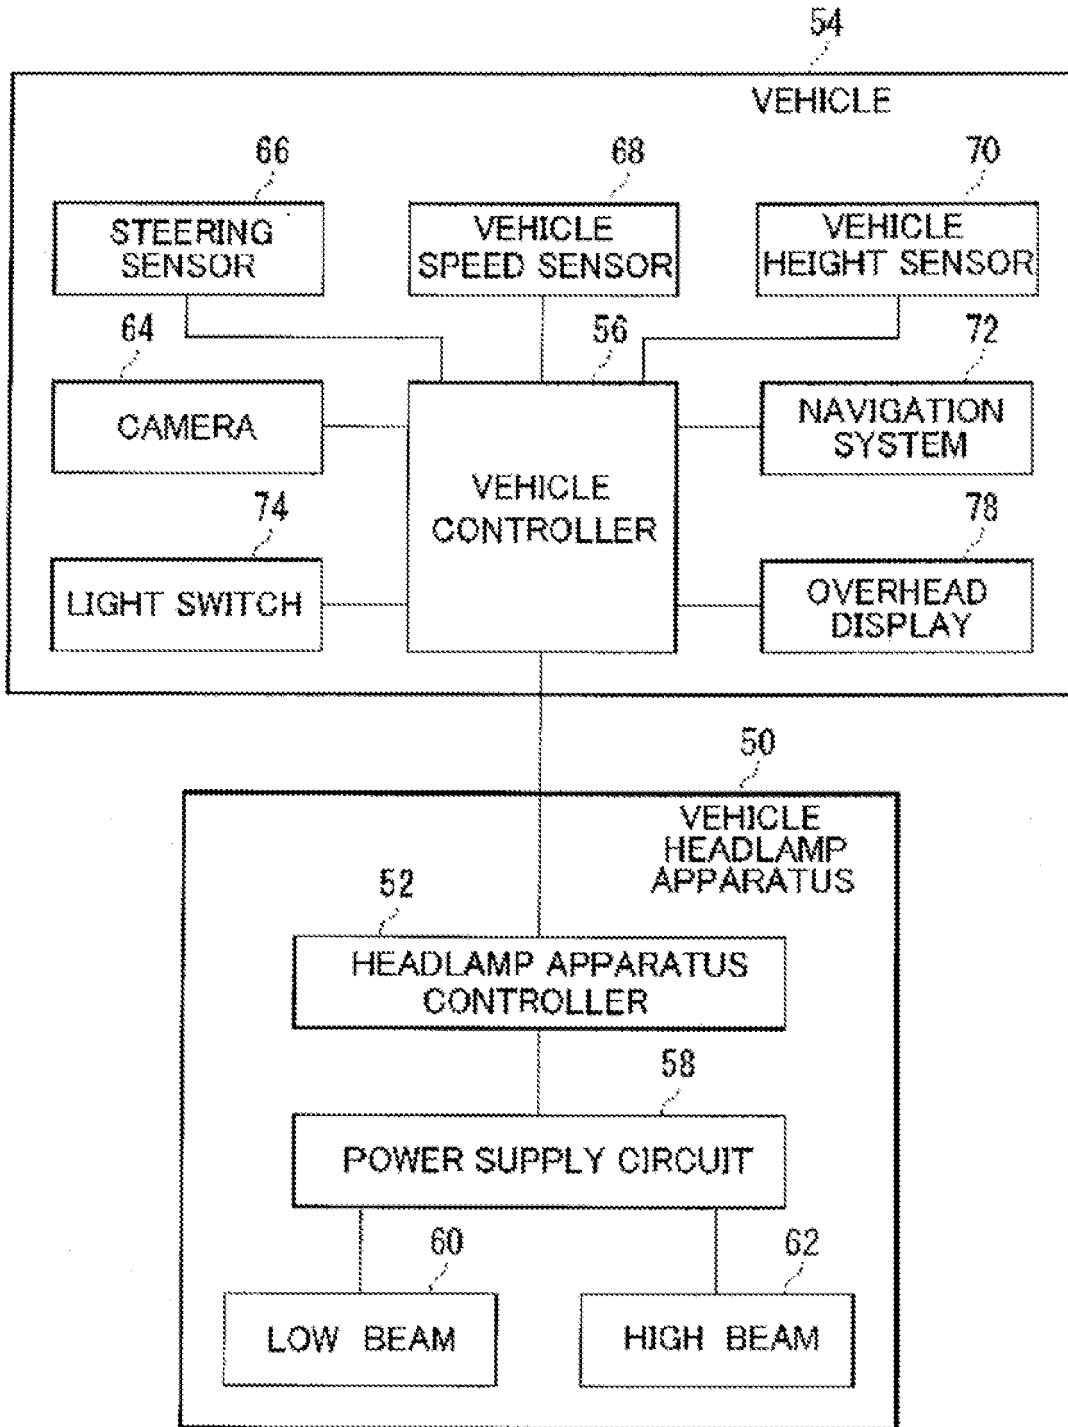 54
VEHICLE
66
68
70
STEERING
SENSOR
VEHICLE
SPEED SENSOR
VEHICLE
HEIGHT SENSOR
64
56
72
CAMERA
VEHICLE
CONTROLLER
NAVIGATION
SYSTEM
74
78
LIGHT SWITCH
OVERHEAD
DISPLAY
50
VEHICLE
HEADLAMP
APPARATUS
52
HEADLAMP APPARATUS
CONTROLLER
58
POWER SUPPLY CIRCUIT
60
62
LOW BEAM
HIGH BEAM